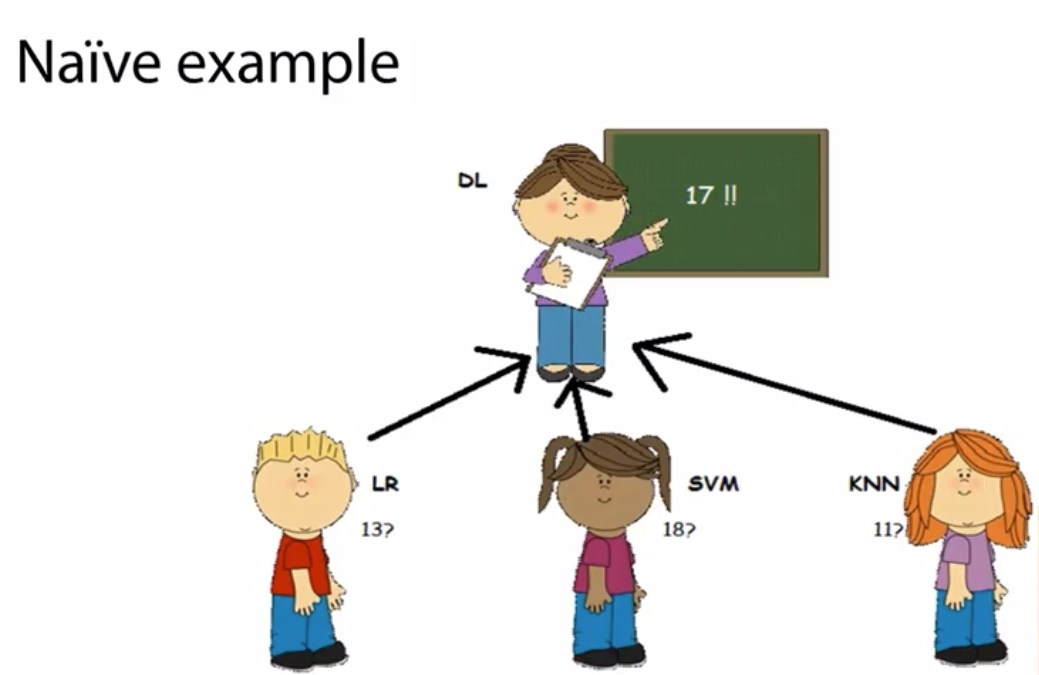 Naïve example
DL
17 !!
LR
13?
SVM
18?
KNN
11?